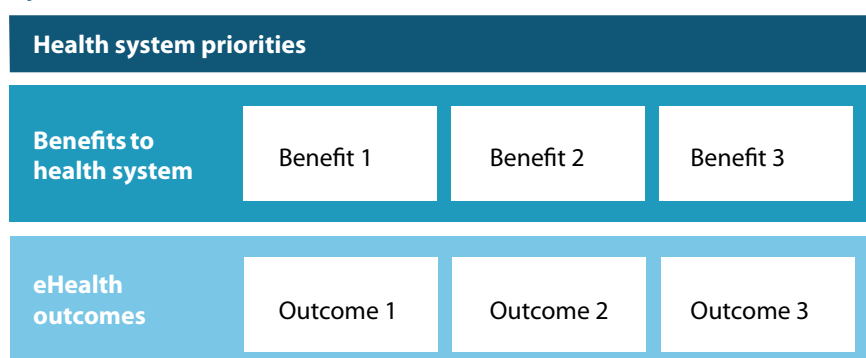 Health system priorities
Benefits to
health system
Benefit 1
Benefit 2
Benefit 3
eHealth
outcomes
Outcome 1
Outcome 2
Outcome 3